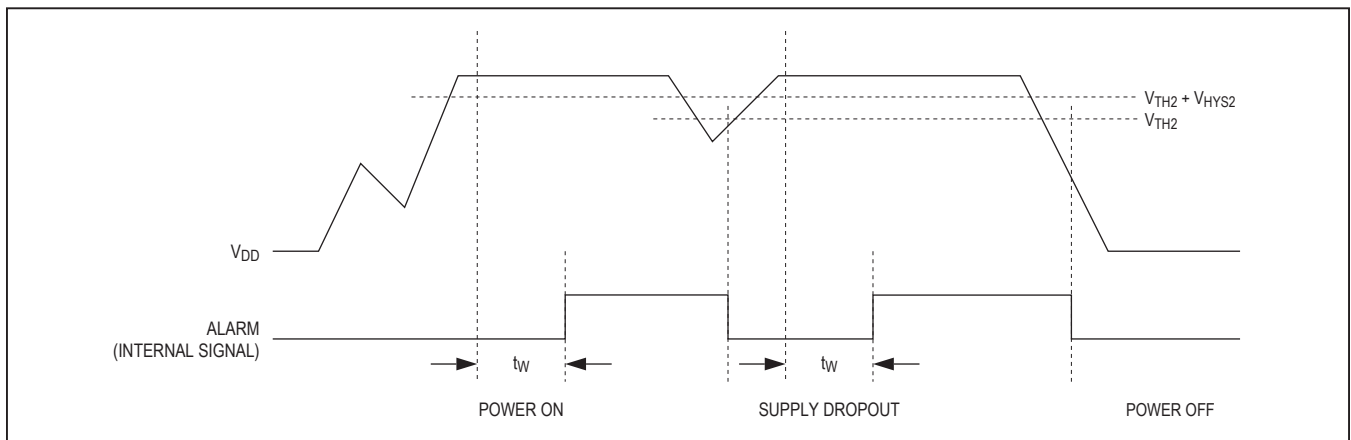 VTH2 + VHYS2
VTH2
VDD
ALARM
(INTERNAL SIGNAL)
tW
tW
POWER ON
SUPPLY DROPOUT
POWER OFF